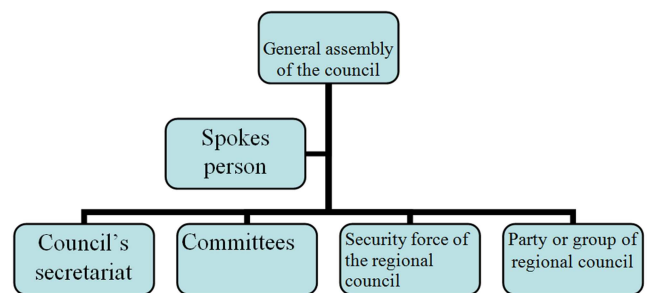 General assembly
of the council
Spokes
person
Council’s
secretariat
Committees
Security force of
the regional
council
Party or group of
regional council